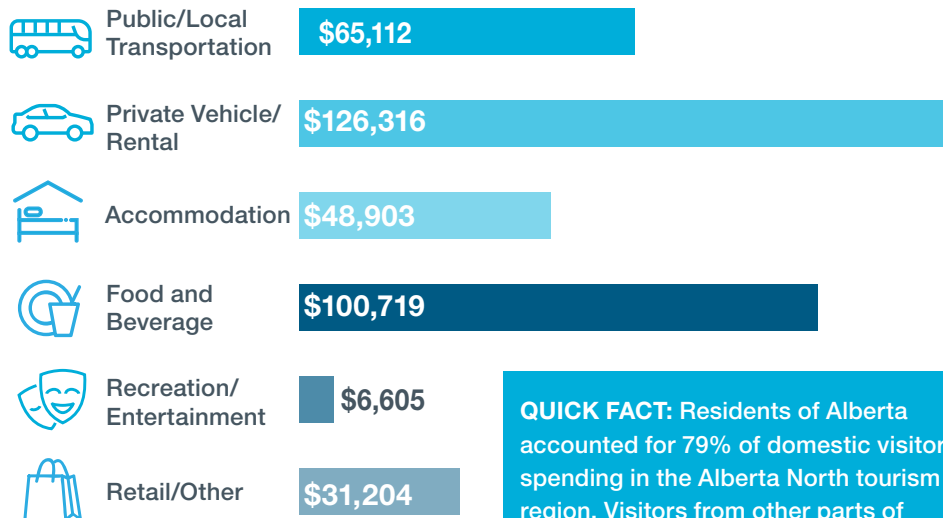 Public/Local
Transportation
$65,112
Private Vehicle/
Rental
$126,316
Accommodation
$48,903
Food and
Beverage
$100,719
Recreation/
Entertainment
$6,605
Retail/Other
$31,204
QUICK FACT: Residents of Alberta
accounted for 79% of domestic visitor
spending in the Alberta North tourism
region. Visitors from other parts of